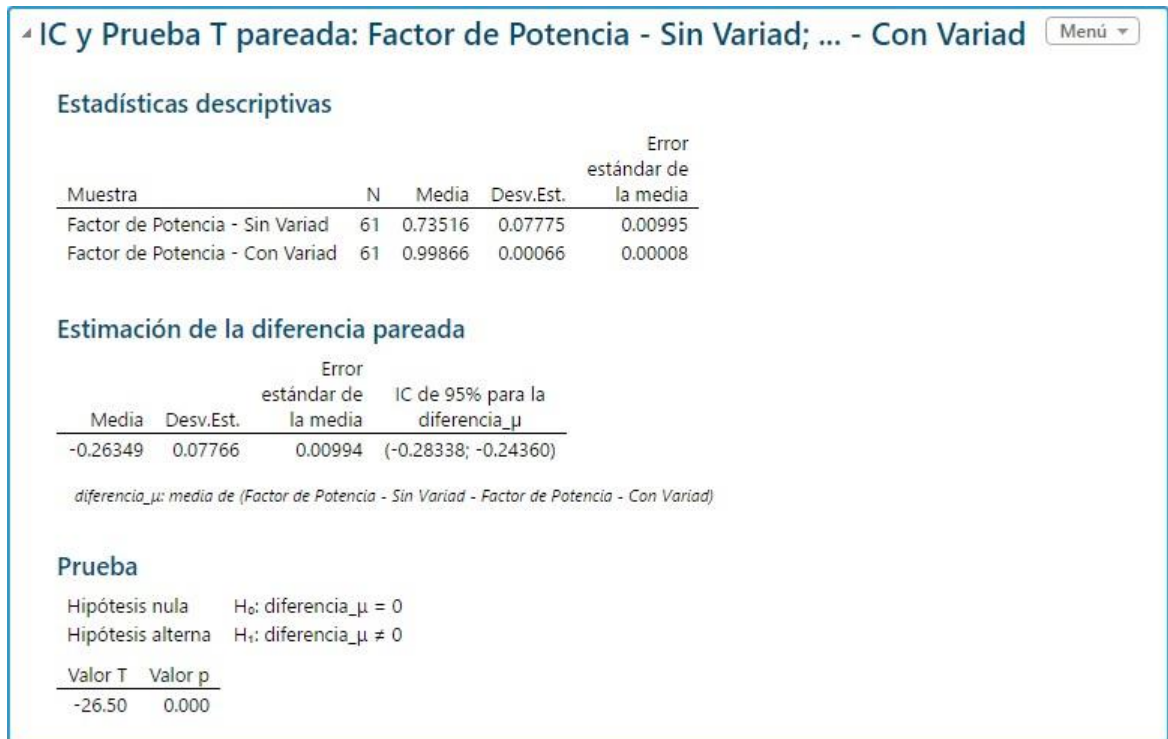 IC y Prueba T pareada: Factor de Potencia - Sin Variad; ... - Con Variad Menú
Estadísticas descriptivas
Error
estándar de
Muestra N Media Desv.Est. la media
Factor de Potencia - Sin Variad 61 0.73516 0.07775 0.00995
Factor de Potencia - Con Variad 61 0.99866 0.00066 0.00008
Estimación de la diferencia pareada
Error
estándar de IC de 95% para la
Media Desv.Est. la media diferencia_µ
-0.26349 0.07766 0.00994 (-0.28338; -0.24360)
diferencia_µ: media de (Factor de Potencia - Sin Variad - Factor de Potencia - Con Variad)
Prueba
Hipótesis nula H₀: diferencia_µ = 0
Hipótesis alterna H₁: diferencia_µ ≠ 0
Valor T Valor p
-26.50 0.000